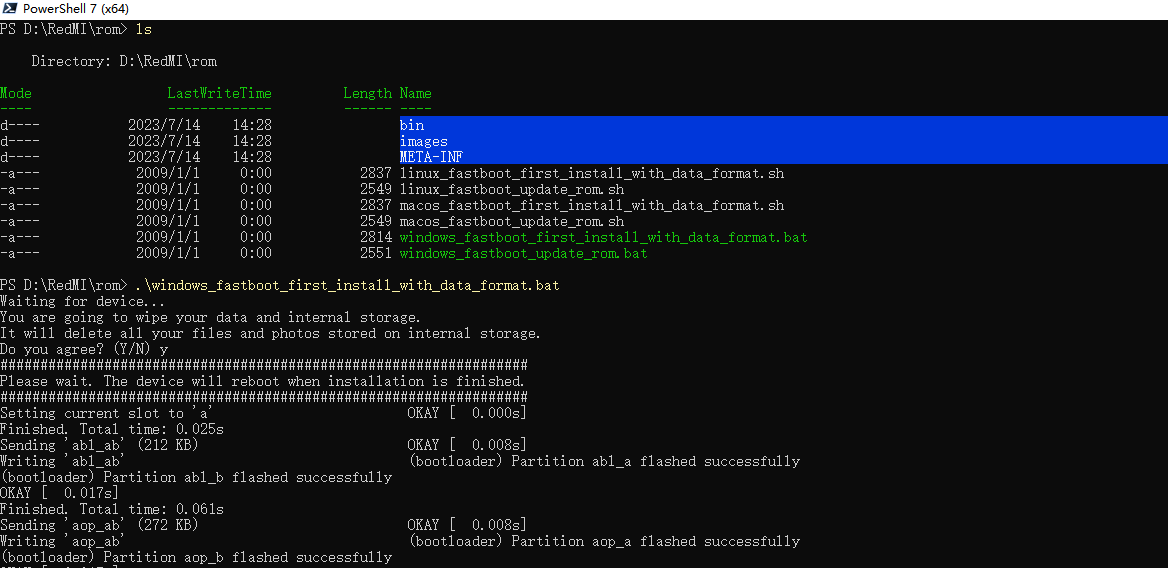 PowerShell 7 (x64)
PS D:\RedMI\rom> ls
Directory: D:\RedMI\rom
Mode LastWriteTime Length Name
---- ------------- ------ ----
d---- 2023/7/14 14:28 bin
d---- 2023/7/14 14:28 images
d---- 2023/7/14 14:28 META-INF
-a--- 2009/1/1 0:00 2837 linux_fastboot_first_install_with_data_format.sh
-a--- 2009/1/1 0:00 2549 linux_fastboot_update_rom.sh
-a--- 2009/1/1 0:00 2837 macos_fastboot_first_install_with_data_format.sh
-a--- 2009/1/1 0:00 2549 macos_fastboot_update_rom.sh
-a--- 2009/1/1 0:00 2814 windows_fastboot_first_install_with_data_format.bat
-a--- 2009/1/1 0:00 2551 windows_fastboot_update_rom.bat
PS D:\RedMI\rom> .\windows_fastboot_first_install_with_data_format.bat
Waiting for device...
You are going to wipe your data and internal storage.
It will delete all your files and photos stored on internal storage.
Do you agree? (Y/N) y
##################################################################
Please wait. The device will reboot when installation is finished.
##################################################################
Setting current slot to 'a' OKAY [ 0.000s]
Finished. Total time: 0.025s
Sending 'abl_ab' (212 KB) OKAY [ 0.008s]
Writing 'abl_ab' (bootloader) Partition abl_a flashed successfully
(bootloader) Partition abl_b flashed successfully
OKAY [ 0.017s]
Finished. Total time: 0.061s
Sending 'aop_ab' (272 KB) OKAY [ 0.008s]
Writing 'aop_ab' (bootloader) Partition aop_a flashed successfully
(bootloader) Partition aop_b flashed successfully